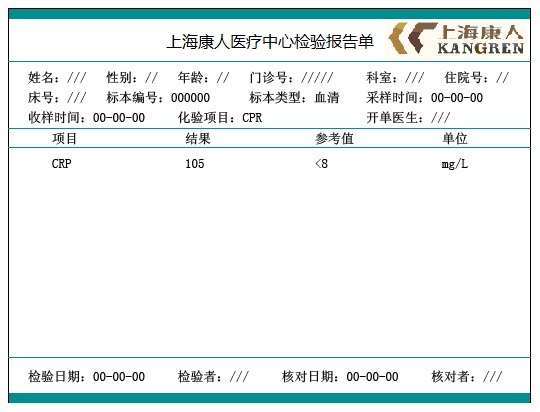 上海康人医疗中心检验报告单
上海康人
KANGREN
姓名：/// 性别：// 年龄：// 门诊号：///// 科室：/// 住院号：//
床号：/// 标本编号：000000 标本类型：血清 采样时间：00-00-00
收样时间：00-00-00 化验项目：CPR 开单医生：///
项目 结果 参考值 单位
CRP 105 <8 mg/L
检验日期：00-00-00 检验者：/// 核对日期：00-00-00 核对者：///